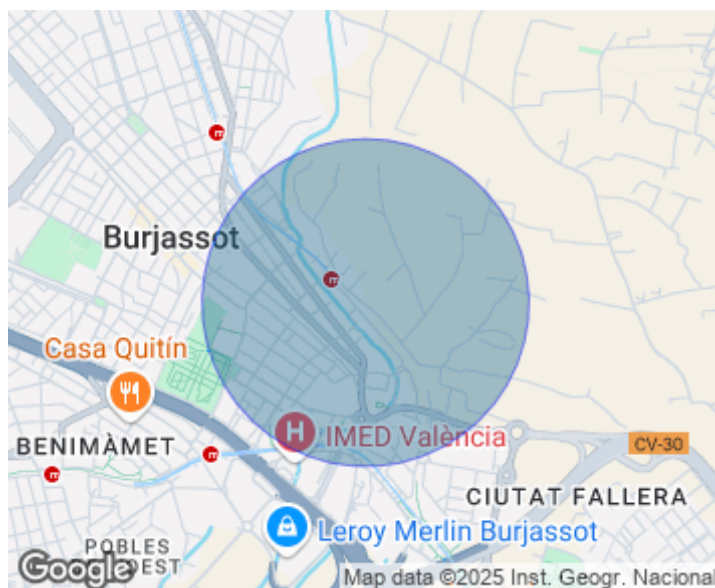 Burjassot
Casa Quitín
BENIMÀMET
H
IMED València
CV-30
CIUTAT FALLERA
Leroy Merlin Burjassot
POBLES
Google
Map data ©2025 Inst. Geogr. Nacional